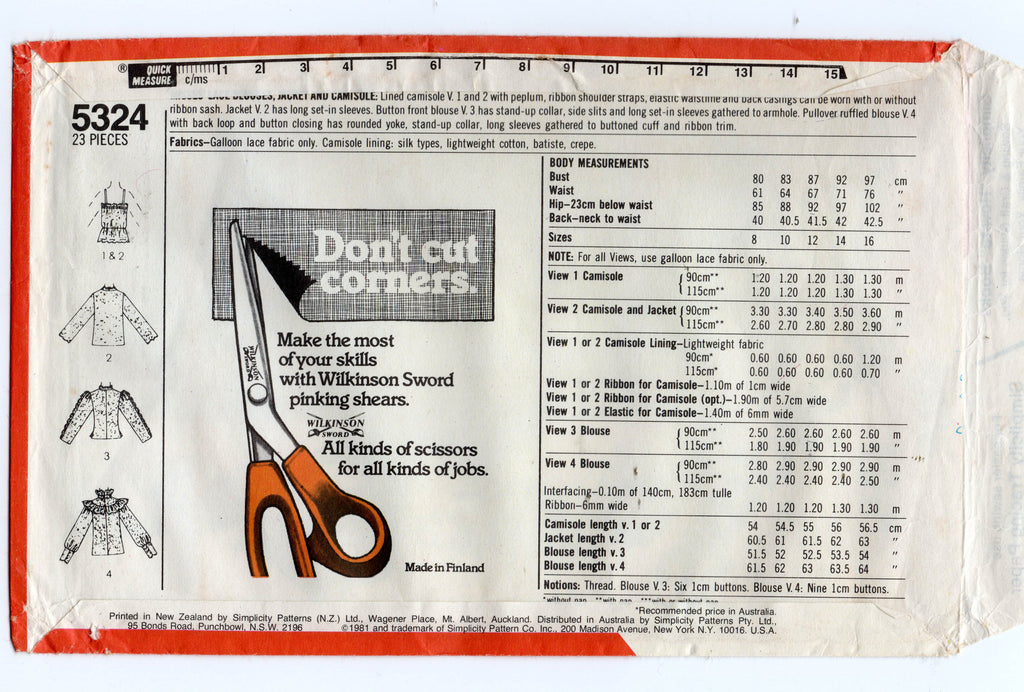 ® QUICK MEASURE c/ms 1 2 3 4 5 6 7 8 9 10 11 12 13 14 15
5324
23 PIECES
JACKET AND CAMISOLE: Lined camisole V. 1 and 2 with peplum, ribbon shoulder straps, elastic waistline and back casings can be worn with or without
ribbon sash. Jacket V. 2 has long set-in sleeves. Button front blouse V. 3 has stand-up collar, side slits and long set-in sleeves gathered to armhole. Pullover ruffled blouse V. 4
with back loop and button closing has rounded yoke, stand-up collar, long sleeves gathered to buttoned cuff and ribbon trim.
Fabrics–Galloon lace fabric only. Camisole lining: silk types, lightweight cotton, batiste, crepe.
1 & 2
2
3
4
Don't cut
corners.
Make the most
of your skills
with Wilkinson Sword
pinking shears.
WILKINSON
SWORD
All kinds of scissors
for all kinds of jobs.
Made in Finland
WILKINSON
BODY MEASUREMENTS
Bust 80 83 87 92 97 cm
Waist 61 64 67 71 76 "
Hip–23cm below waist 85 88 92 97 102 "
Back–neck to waist 40 40.5 41.5 42 42.5 "
Sizes 8 10 12 14 16
NOTE: For all Views, use galloon lace fabric only.
View 1 Camisole { 90cm** 1.20 1.20 1.20 1.30 1.30 m
115cm** 1.20 1.20 1.20 1.30 1.30 "
View 2 Camisole and Jacket { 90cm** 3.30 3.30 3.40 3.50 3.60 m
115cm** 2.60 2.70 2.80 2.80 2.90 "
View 1 or 2 Camisole Lining–Lightweight fabric
90cm* 0.60 0.60 0.60 0.60 1.20 m
115cm* 0.60 0.60 0.60 0.60 0.70 "
View 1 or 2 Ribbon for Camisole–1.10m of 1cm wide
View 1 or 2 Ribbon for Camisole (opt.)–1.90m of 5.7cm wide
View 1 or 2 Elastic for Camisole–1.40m of 6mm wide
View 3 Blouse { 90cm** 2.50 2.60 2.60 2.60 2.60 m
115cm** 1.80 1.90 1.90 1.90 1.90 "
View 4 Blouse { 90cm** 2.80 2.90 2.90 2.90 2.90 m
115cm** 2.40 2.40 2.40 2.40 2.50 "
Interfacing–0.10m of 140cm, 183cm tulle
Ribbon–6mm wide 1.20 1.20 1.20 1.30 1.30 m
Camisole length v. 1 or 2 54 54.5 55 56 56.5 cm
Jacket length v. 2 60.5 61 61.5 62 63 "
Blouse length v. 3 51.5 52 52.5 53.5 54 "
Blouse length v. 4 61.5 62 63 63.5 64 "
Notions: Thread. Blouse V. 3: Six 1cm buttons. Blouse V. 4: Nine 1cm buttons.
*without nap **with nap ***with or without nap
*Recommended price in Australia.
Printed in New Zealand by Simplicity Patterns (N.Z.) Ltd., Wagener Place, Mt. Albert, Auckland. Distributed in Australia by Simplicity Patterns Pty. Ltd.,
95 Bonds Road, Punchbowl, N.S.W. 2196 ©1981 and trademark of Simplicity Pattern Co. Inc., 200 Madison Avenue, New York N.Y. 10016. U.S.A.